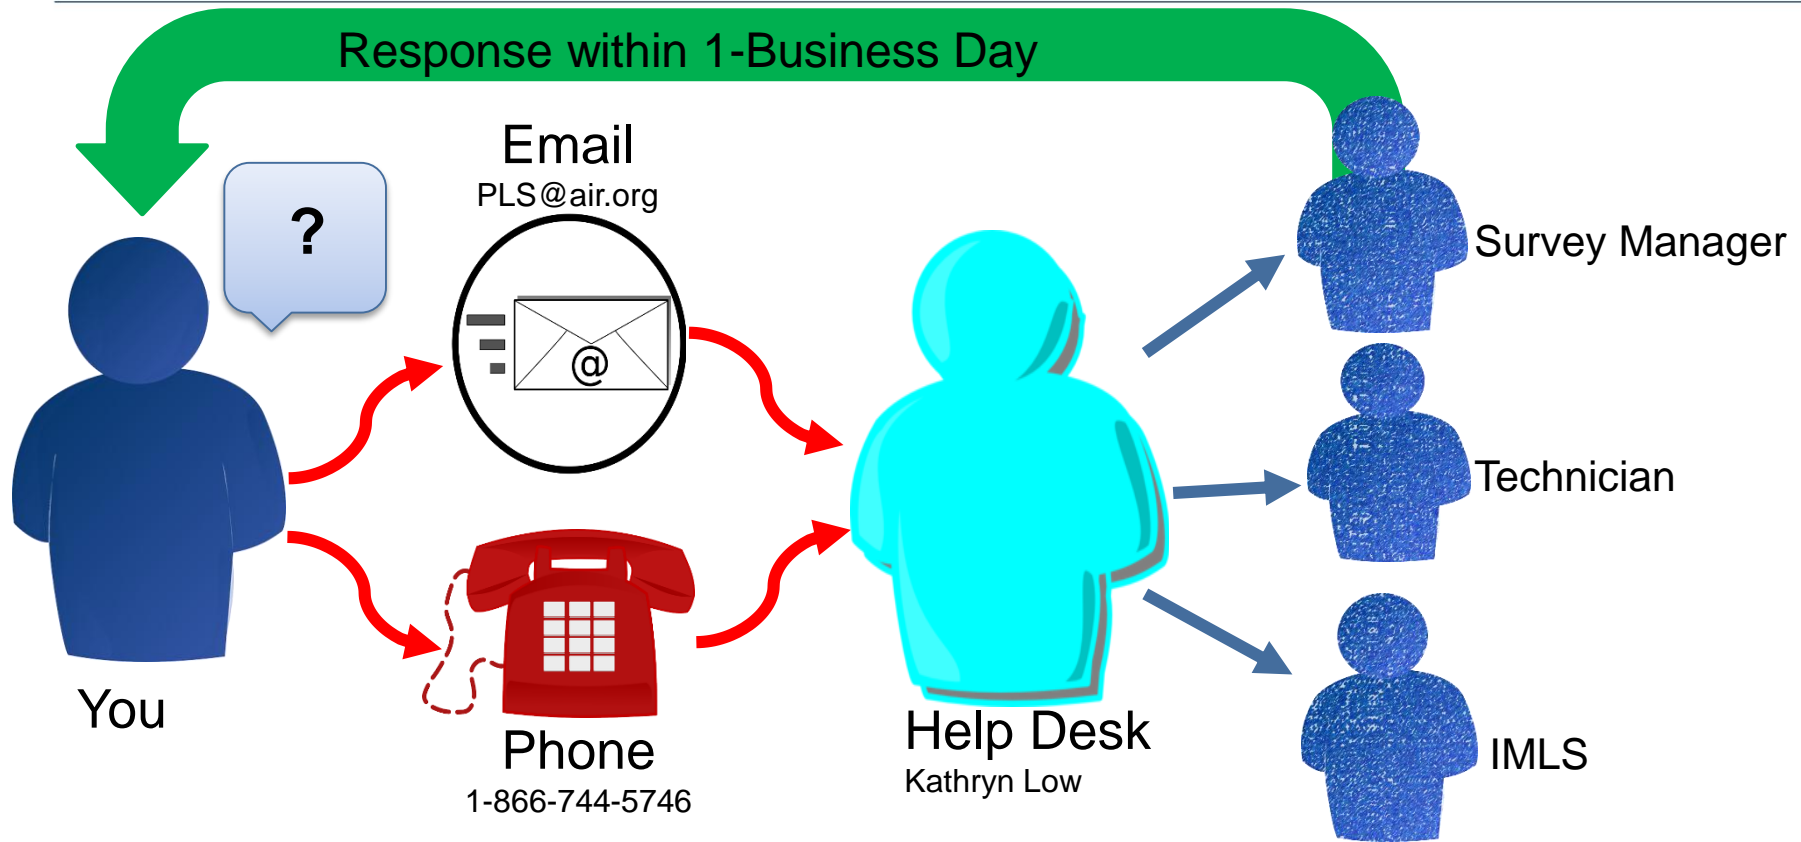 Response within 1-Business Day
Email
PLS@air.org
?
@
Survey Manager
Technician
You
Phone
1-866-744-5746
Help Desk
Kathryn Low
IMLS